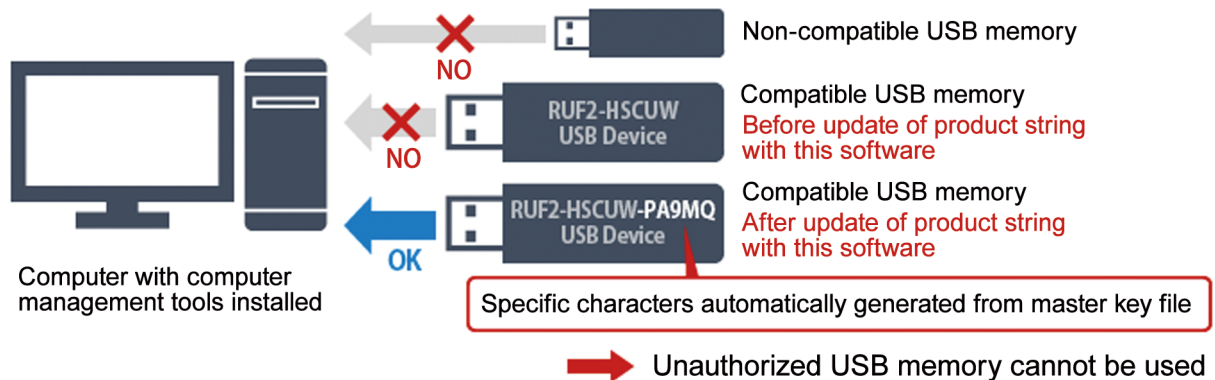 Non-compatible USB memory
NO
RUF2-HSCUW
USB Device
Compatible USB memory
Before update of product string
with this software
NO
RUF2-HSCUW-PA9MQ
USB Device
Compatible USB memory
After update of product string
with this software
OK
Computer with computer
management tools installed
Specific characters automatically generated from master key file
Unauthorized USB memory cannot be used